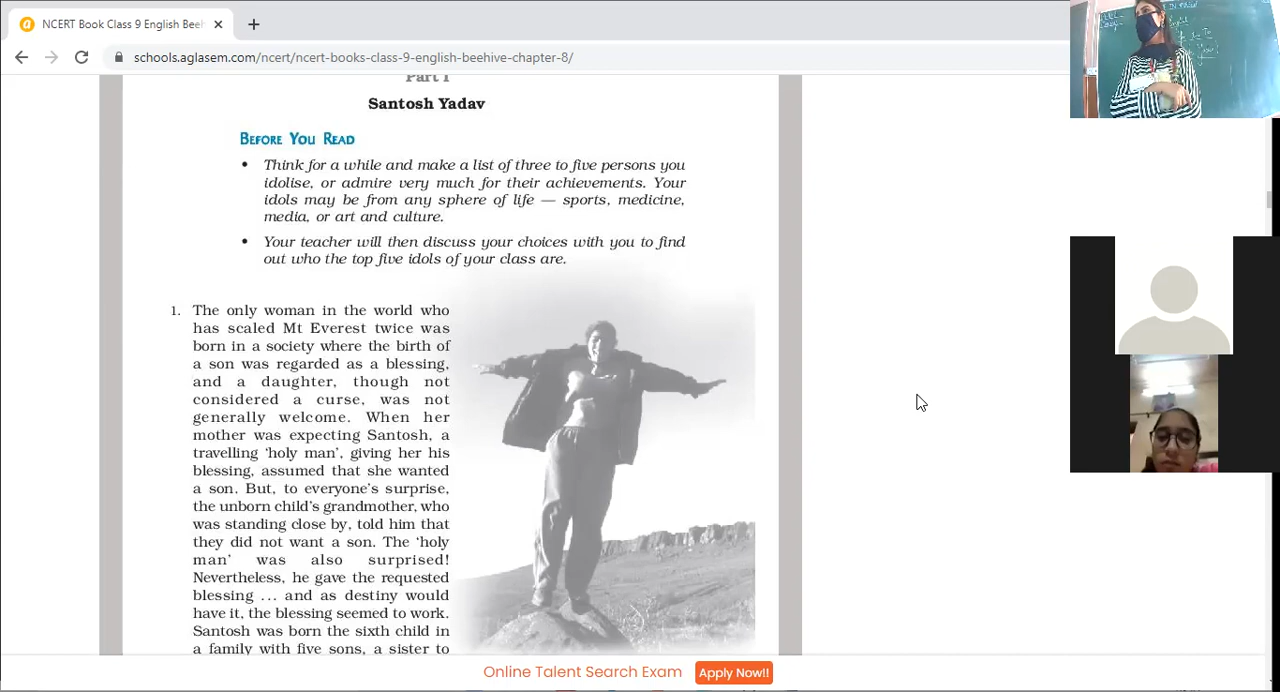 NCERT Book Class 9 English Beeh
schools.aglasem.com/ncert/ncert-books-class-9-english-beehive-chapter-8/
Part I
Santosh Yadav
BEFORE YOU READ
• Think for a while and make a list of three to five persons you
idolise, or admire very much for their achievements. Your
idols may be from any sphere of life — sports, medicine,
media, or art and culture.
• Your teacher will then discuss your choices with you to find
out who the top five idols of your class are.
1. The only woman in the world who
has scaled Mt Everest twice was
born in a society where the birth of
a son was regarded as a blessing,
and a daughter, though not
considered a curse, was not
generally welcome. When her
mother was expecting Santosh, a
travelling ‘holy man’, giving her his
blessing, assumed that she wanted
a son. But, to everyone’s surprise,
the unborn child’s grandmother, who
was standing close by, told him that
they did not want a son. The ‘holy
man’ was also surprised!
Nevertheless, he gave the requested
blessing ... and as destiny would
have it, the blessing seemed to work.
Santosh was born the sixth child in
a family with five sons, a sister to
Online Talent Search Exam
Apply Now!!